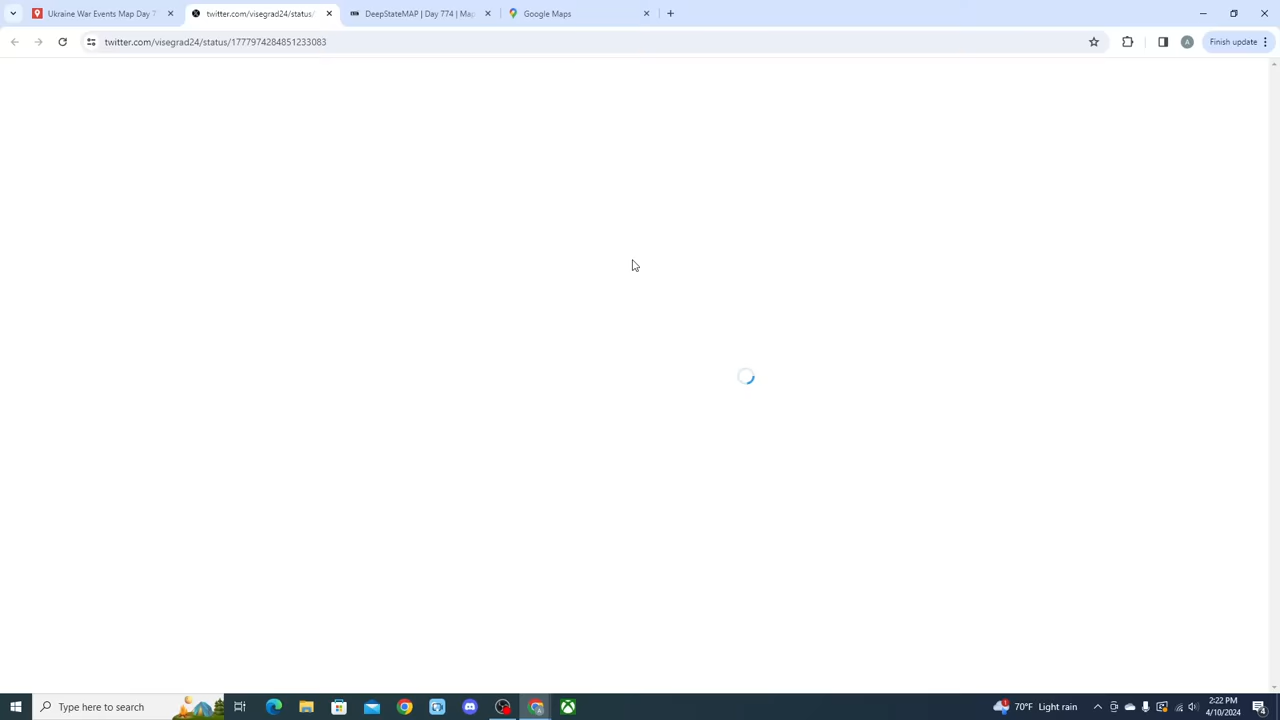 Ukraine War Events Map Day 7
twitter.com/visegrad24/status/
DeepStateMAP | Day 774 | Map
Google Maps
twitter.com/visegrad24/status/1777974284851233083
A
Finish update
Type here to search
70°F Light rain
2:22 PM
4/10/2024